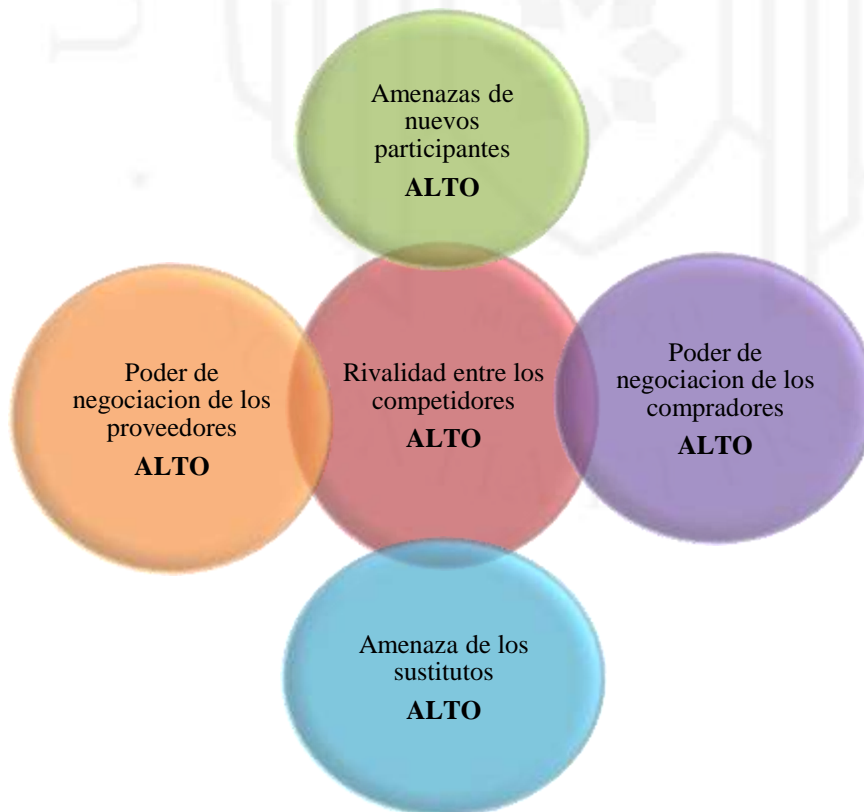 Amenazas de
nuevos
participantes
ALTO
Poder de
negociacion de los
proveedores
ALTO
Rivalidad entre los
competidores
ALTO
Poder de
negociacion de los
compradores
ALTO
Amenaza de los
sustitutos
ALTO